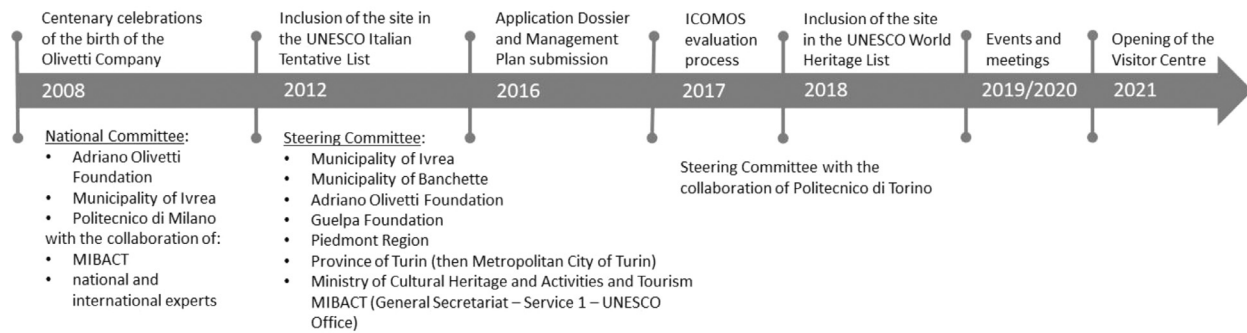 Centenary celebrations
of the birth of the
Olivetti Company
Inclusion of the site in
the UNESCO Italian
Tentative List
Application Dossier
and Management
Plan submission
ICOMOS
evaluation
process
Inclusion of the site
in the UNESCO World
Heritage List
Events and
meetings
Opening of the
Visitor Centre
2008
2012
2016
2017
2018
2019/2020
2021
National Committee:
• Adriano Olivetti
Foundation
• Municipality of Ivrea
• Politecnico di Milano
with the collaboration of:
• MIBACT
• national and
international experts
Steering Committee:
• Municipality of Ivrea
• Municipality of Banchette
• Adriano Olivetti Foundation
• Guelpa Foundation
• Piedmont Region
• Province of Turin (then Metropolitan City of Turin)
• Ministry of Cultural Heritage and Activities and Tourism
MIBACT (General Secretariat – Service 1 – UNESCO
Office)
Steering Committee with the
collaboration of Politecnico di Torino